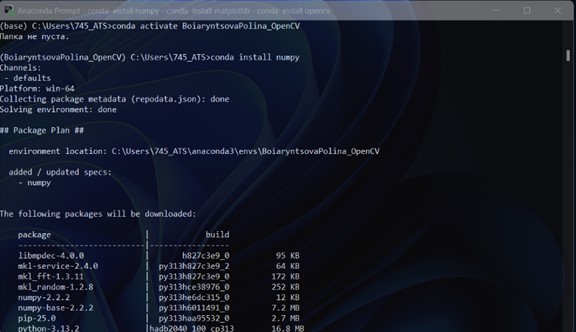 Anaconda Prompt - conda install numpy - conda install matplotlib - conda install opencv
(base) C:\Users\745_ATS>conda activate BoiaryntsovaPolina_OpenCV
Папка не пуста.
(BoiaryntsovaPolina_OpenCV) C:\Users\745_ATS>conda install numpy
Channels:
- defaults
Platform: win-64
Collecting package metadata (repodata.json): done
Solving environment: done
## Package Plan ##
environment location: C:\Users\745_ATS\anaconda3\envs\BoiaryntsovaPolina_OpenCV
added / updated specs:
- numpy
The following packages will be downloaded:
package | build
---------------------------|-----------------
libmpdec-4.0.0 | h827c3e9_0 95 KB
mkl-service-2.4.0 | py313h827c3e9_2 64 KB
mkl_fft-1.3.11 | py313h827c3e9_0 172 KB
mkl_random-1.2.8 | py313hce38976_0 252 KB
numpy-2.2.2 | py313he6dc315_0 12 KB
numpy-base-2.2.2 | py313h6011491_0 7.2 MB
pip-25.0 | py313haa95532_0 2.7 MB
python-3.13.2 |hadb2040_100_cp313 16.8 MB